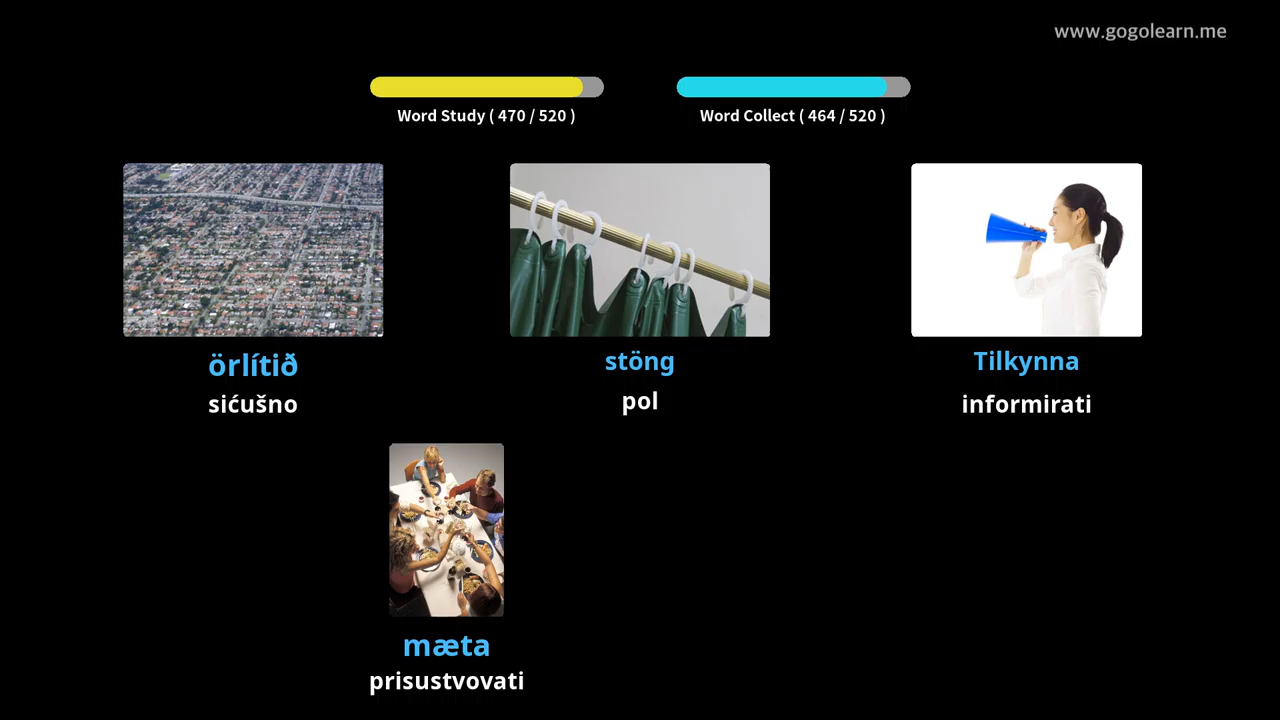 www.gogolearn.me
Word Study ( 470 / 520 )
Word Collect ( 464 / 520 )
örlítið
sićušno
stöng
pol
Tilkynna
informirati
mæta
prisustvovati